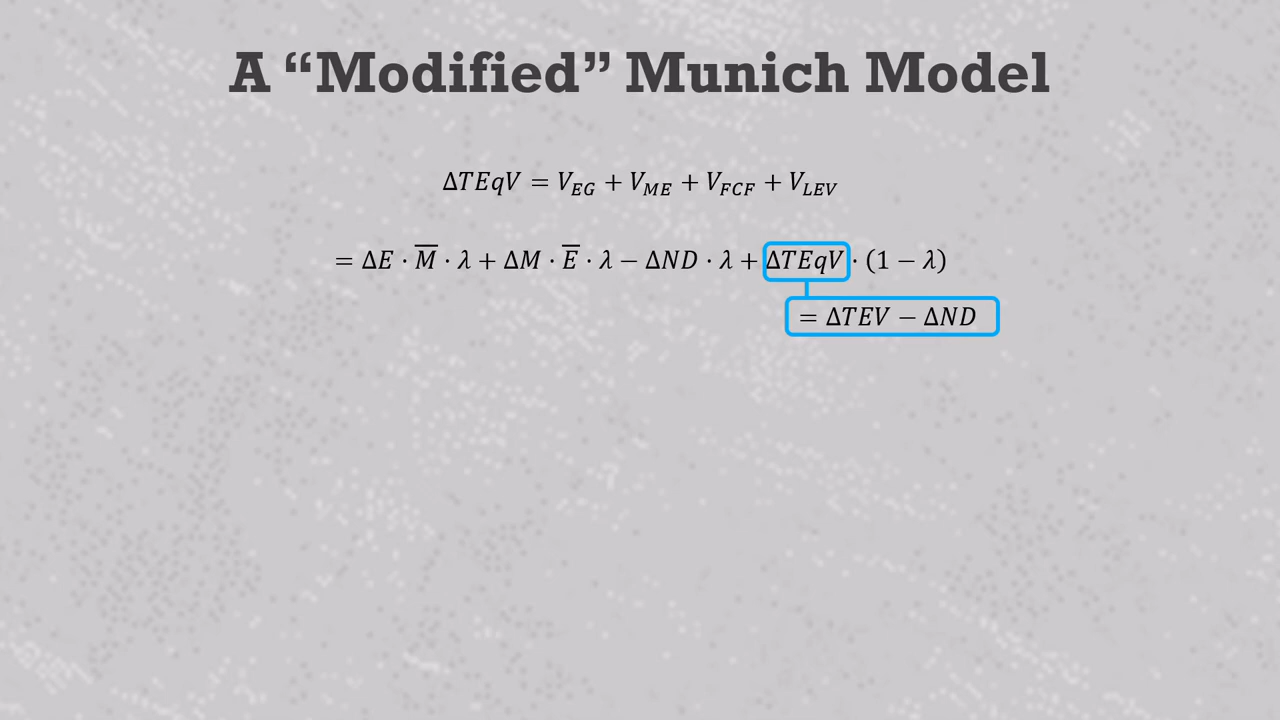 A “Modified” Munich Model
ΔTEqV = V_EG + V_ME + V_FCF + V_LEV
= ΔE · M̅ · λ + ΔM · E̅ · λ − ΔND · λ + ΔTEqV · (1 − λ)
= ΔTEV − ΔND